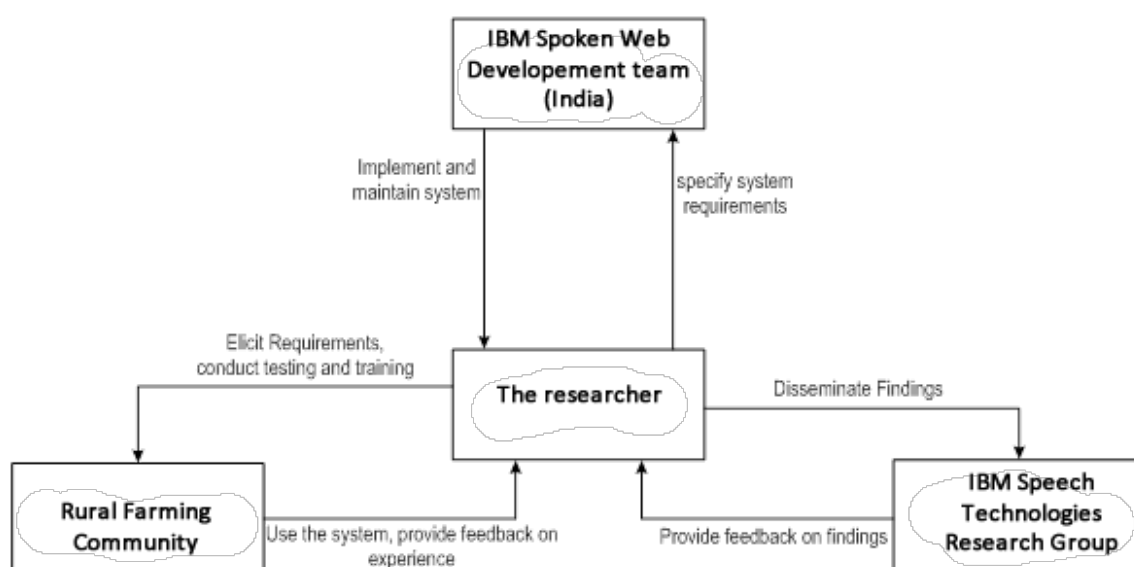 IBM Spoken Web
Developement team
(India)
Implement and
maintain system
specify system
requirements
Elicit Requirements,
conduct testing and training
The researcher
Disseminate Findings
Rural Farming
Community
Use the system, provide feedback on
experience
Provide feedback on findings
IBM Speech
Technologies
Research Group